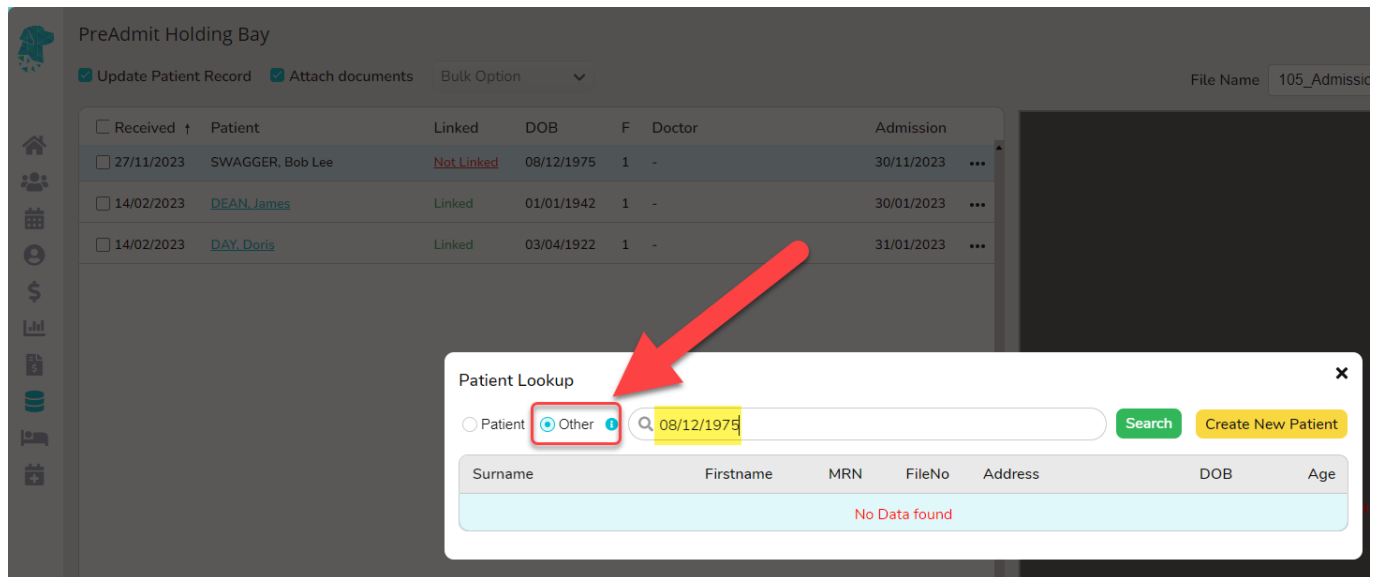 PreAdmit Holding Bay
Update Patient Record Attach documents Bulk Option
File Name 105_Admissio
Received ↑ Patient Linked DOB F Doctor Admission
27/11/2023 SWAGGER, Bob Lee Not Linked 08/12/1975 1 - 30/11/2023 •••
14/02/2023 DEAN, James Linked 01/01/1942 1 - 30/01/2023 •••
14/02/2023 DAY, Doris Linked 03/04/1922 1 - 31/01/2023 •••
Patient Lookup
Patient Other 08/12/1975 Search Create New Patient
Surname Firstname MRN FileNo Address DOB Age
No Data found